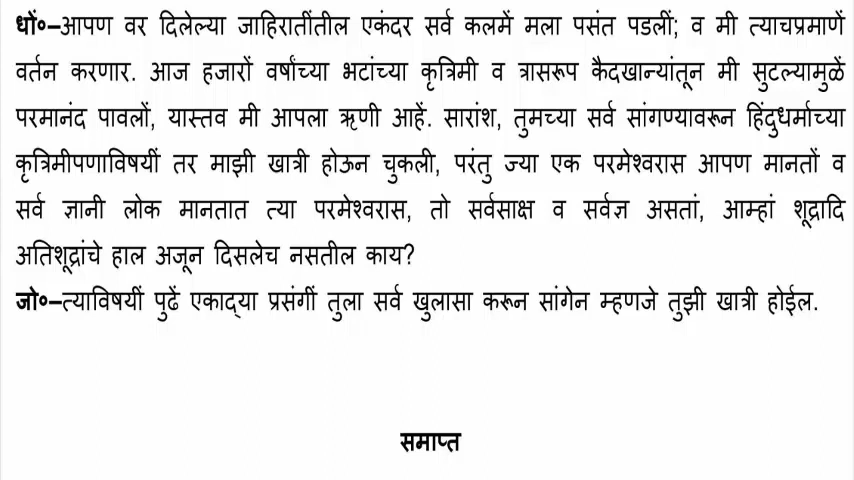 धों०–आपण वर दिलेल्या जाहिरातींतील एकंदर सर्व कलमें मला पसंत पडलीं; व मी त्याचप्रमाणें
वर्तन करणार. आज हजारों वर्षांच्या भटांच्या कृत्रिमी व त्रासरूप कैदखान्यांतून मी सुटल्यामुळें
परमानंद पावलों, यास्तव मी आपला ऋणी आहें. सारांश, तुमच्या सर्व सांगण्यावरून हिंदुधर्माच्या
कृत्रिमीपणाविषयीं तर माझी खात्री होऊन चुकली, परंतु ज्या एक परमेश्वरास आपण मानतों व
सर्व ज्ञानी लोक मानतात त्या परमेश्वरास, तो सर्वसाक्ष व सर्वज्ञ असतां, आम्हां शूद्रादि
अतिशूद्रांचे हाल अजून दिसलेच नसतील काय?
जो०–त्याविषयीं पुढें एकाद्या प्रसंगीं तुला सर्व खुलासा करून सांगेन म्हणजे तुझी खात्री होईल.
समाप्त